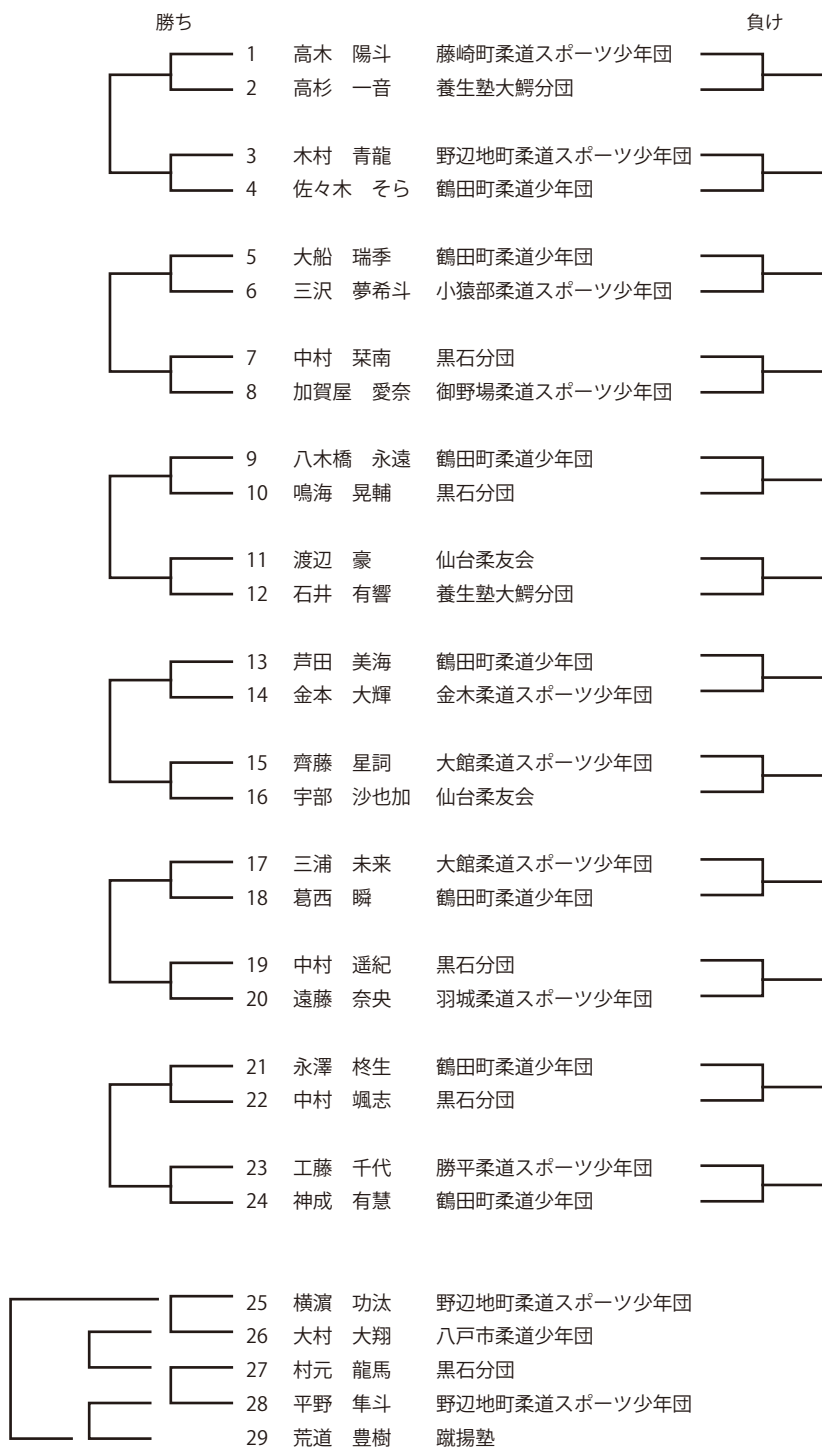 勝ち 負け
1 高木 陽斗 藤崎町柔道スポーツ少年団
2 高杉 一音 養生塾大鰐分団
3 木村 青龍 野辺地町柔道スポーツ少年団
4 佐々木 そら 鶴田町柔道少年団
5 大船 瑞季 鶴田町柔道少年団
6 三沢 夢希斗 小猿部柔道スポーツ少年団
7 中村 栞南 黒石分団
8 加賀屋 愛奈 御野場柔道スポーツ少年団
9 八木橋 永遠 鶴田町柔道少年団
10 鳴海 晃輔 黒石分団
11 渡辺 豪 仙台柔友会
12 石井 有響 養生塾大鰐分団
13 芦田 美海 鶴田町柔道少年団
14 金本 大輝 金木柔道スポーツ少年団
15 齊藤 星詞 大館柔道スポーツ少年団
16 宇部 沙也加 仙台柔友会
17 三浦 未来 大館柔道スポーツ少年団
18 葛西 瞬 鶴田町柔道少年団
19 中村 遥紀 黒石分団
20 遠藤 奈央 羽城柔道スポーツ少年団
21 永澤 柊生 鶴田町柔道少年団
22 中村 颯志 黒石分団
23 工藤 千代 勝平柔道スポーツ少年団
24 神成 有慧 鶴田町柔道少年団
25 横濵 功汰 野辺地町柔道スポーツ少年団
26 大村 大翔 八戸市柔道少年団
27 村元 龍馬 黒石分団
28 平野 隼斗 野辺地町柔道スポーツ少年団
29 荒道 豊樹 蹴揚塾